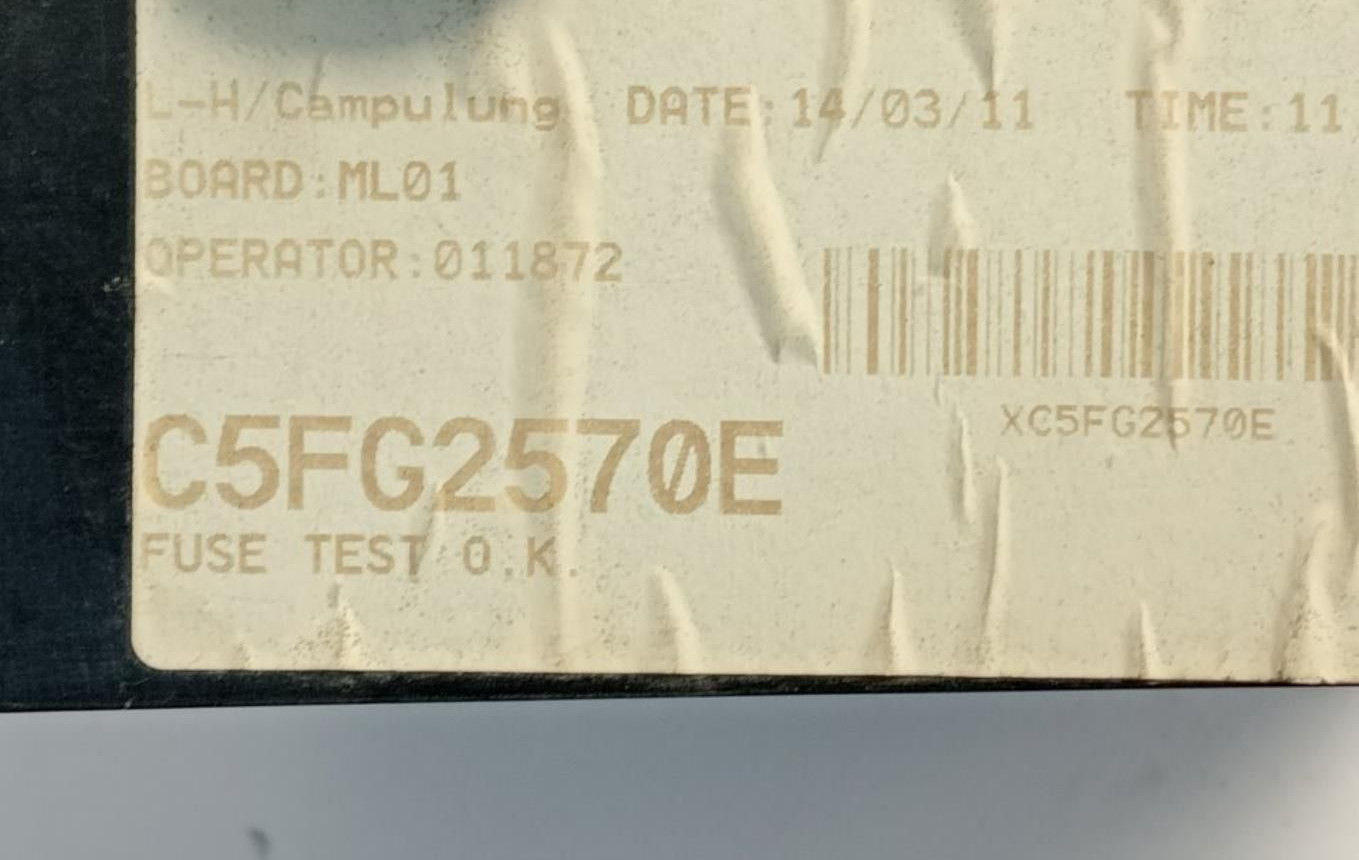 L-H/Campulung DATE:14/03/11 TIME:11
BOARD:ML01
OPERATOR:011872
XC5FG2570E
C5FG2570E
FUSE TEST O.K.